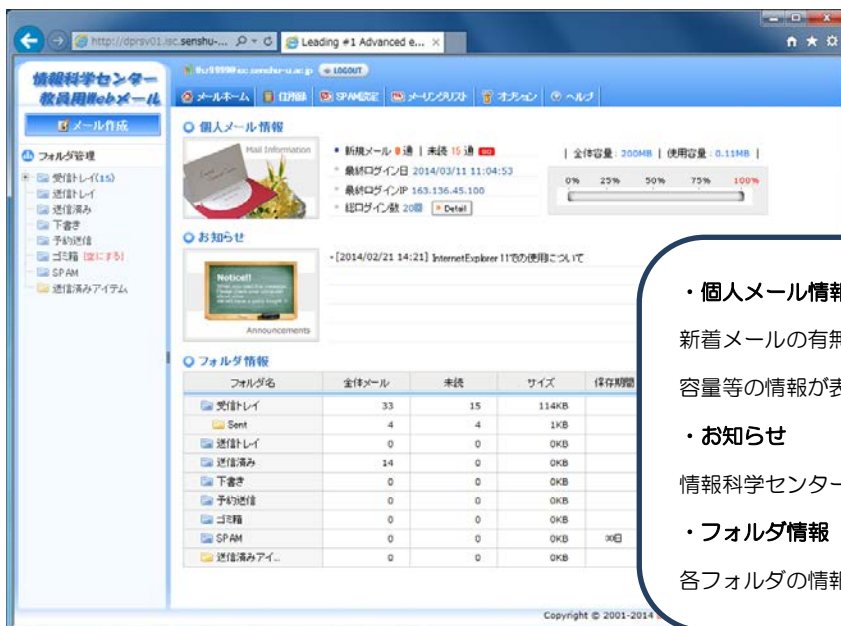 http://dprsv01.isc.senshu-...
Leading #1 Advanced e...
情報科学センター
教員用Webメール
LOGOUT
メールホーム 住所録 SPAM設定 メーリングリスト オプション ヘルプ
メール作成
フォルダ管理
受信トレイ(15)
送信トレイ
送信済み
下書き
予約送信
ゴミ箱 [空にする]
SPAM
送信済みアイテム
個人メール情報
Mail Information
新規メール 0 通 | 未読 15 通 GO
最終ログイン日 2014/03/11 11:04:53
最終ログインIP 163.136.45.100
総ログイン数 20回 Detail
| 全体容量 : 200MB | 使用容量 : 0.11MB |
0% 25% 50% 75% 100%
お知らせ
Notice!!
Announcements
- [2014/02/21 14:21] InternetExplorer 11での使用について
フォルダ情報
フォルダ名 全体メール 未読 サイズ 保存期間
受信トレイ 33 15 114KB
Sent 4 4 1KB
送信トレイ 0 0 0KB
送信済み 14 0 0KB
下書き 0 0 0KB
予約送信 0 0 0KB
ゴミ箱 0 0 0KB
SPAM 0 0 0KB 30日
送信済みアイ... 0 0 0KB
Copyright © 2001-2014
・個人メール情報
新着メールの有無
容量等の情報が表
・お知らせ
情報科学センター
・フォルダ情報
各フォルダの情報